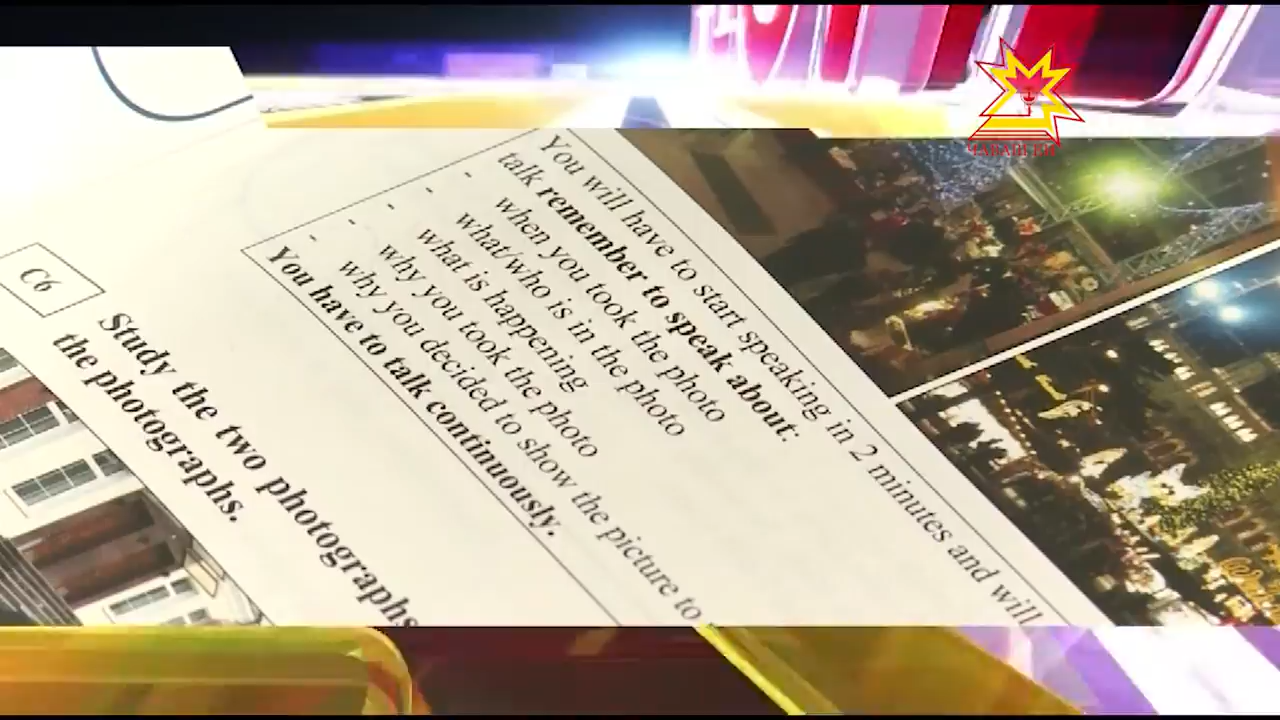 You will have to start speaking in 2 minutes and will
talk remember to speak about:
- when you took the photo
- what/who is in the photo
- what is happening
- why you took the photo
- why you decided to show the picture to
You have to talk continuously.
C6
Study the two photographs
the photographs.